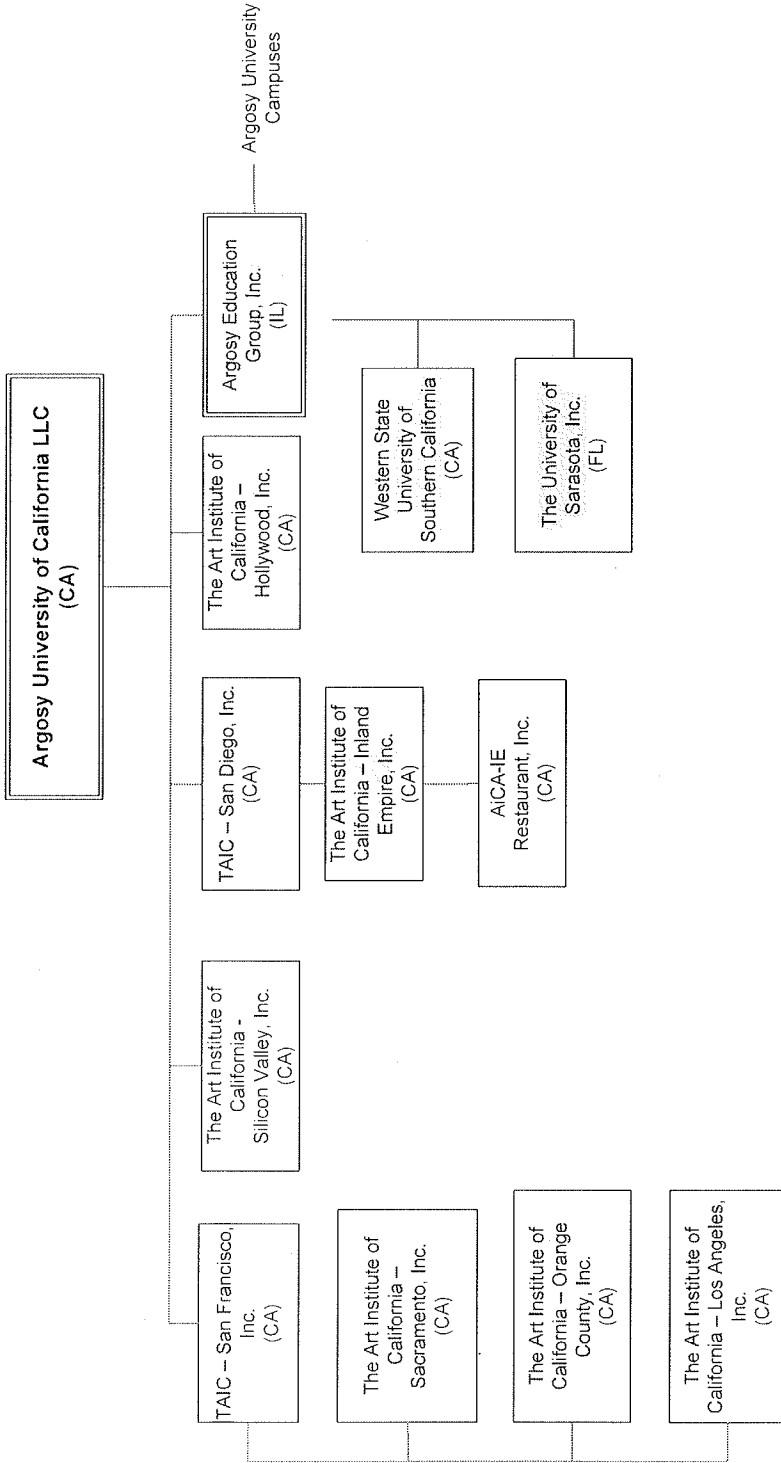 Argosy University of California LLC
(CA)
TAIC – San Francisco,
Inc.
(CA)
The Art Institute of
California -
Silicon Valley, Inc.
(CA)
TAIC – San Diego, Inc.
(CA)
The Art Institute of
California –
Hollywood, Inc.
(CA)
Argosy Education
Group, Inc.
(IL)
Argosy University
Campuses
The Art Institute of
California –
Sacramento, Inc.
(CA)
The Art Institute of
California – Orange
County, Inc.
(CA)
The Art Institute of
California – Los Angeles,
Inc.
(CA)
The Art Institute of
California – Inland
Empire, Inc.
(CA)
AiCA-IE
Restaurant, Inc.
(CA)
Western State
University of
Southern California
(CA)
The University of
Sarasota, Inc.
(FL)